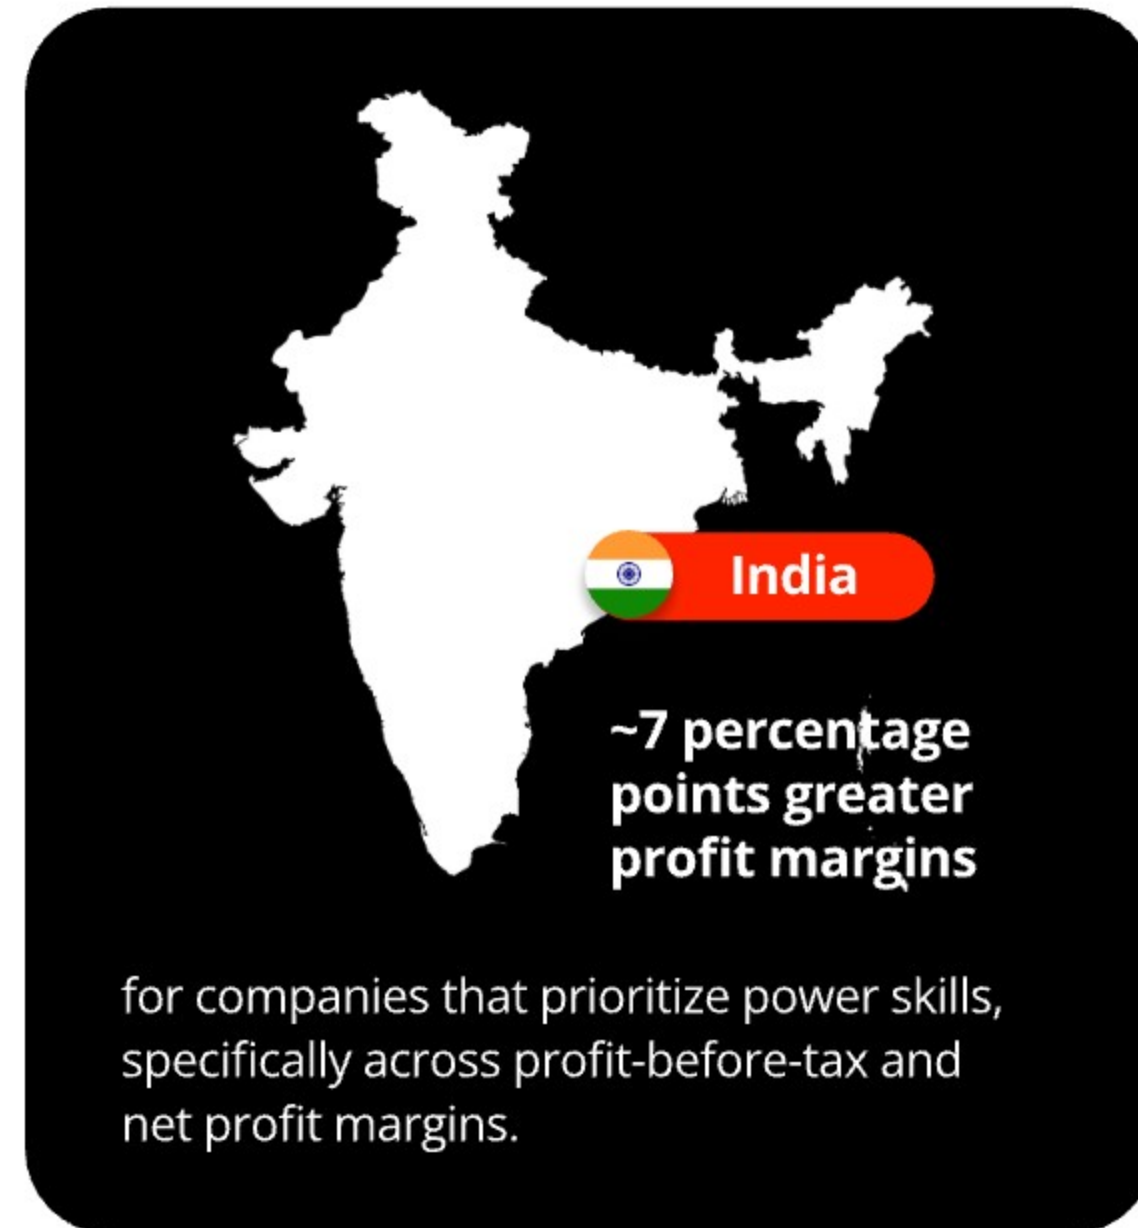 India
~7 percentage
points greater
profit margins
for companies that prioritize power skills,
specifically across profit-before-tax and
net profit margins.